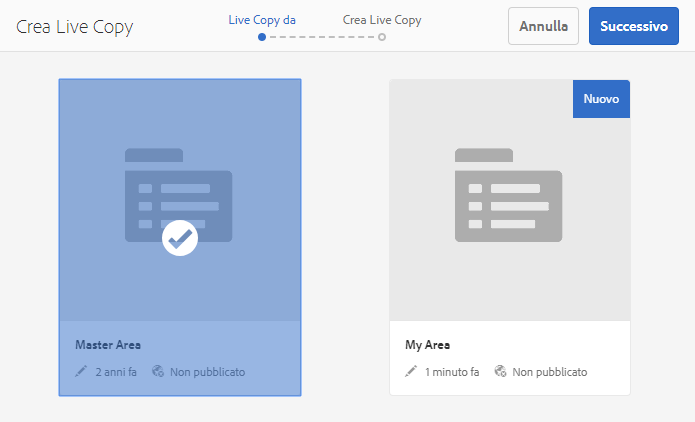 Crea Live Copy
Live Copy da
Crea Live Copy
Annulla
Successivo
Nuovo
Master Area
2 anni fa
Non pubblicato
My Area
1 minuto fa
Non pubblicato